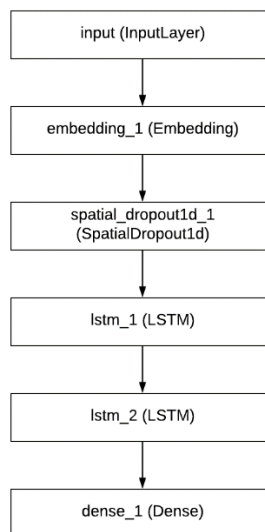 input (InputLayer)
embedding_1 (Embedding)
spatial_dropout1d_1
(SpatialDropout1d)
lstm_1 (LSTM)
lstm_2 (LSTM)
dense_1 (Dense)